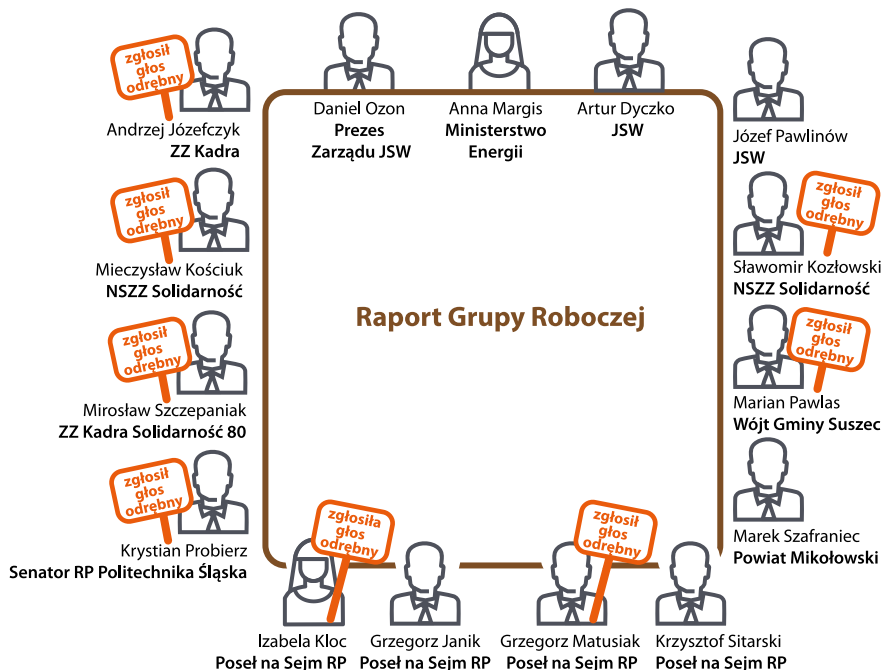 zgłosił
głos
odrębny
Andrzej Józefczyk
ZZ Kadra
Daniel Ozon
Prezes
Zarządu JSW
Anna Margis
Ministerstwo
Energii
Artur Dyczko
JSW
Józef Pawlinów
JSW
zgłosił
głos
odrębny
Mieczysław Kościuk
NSZZ Solidarność
zgłosił
głos
odrębny
Sławomir Kozłowski
NSZZ Solidarność
Raport Grupy Roboczej
zgłosił
głos
odrębny
Mirosław Szczepaniak
ZZ Kadra Solidarność 80
zgłosił
głos
odrębny
Marian Pawlas
Wójt Gminy Suszec
zgłosił
głos
odrębny
Krystian Probierz
Senator RP Politechnika Śląska
Marek Szafraniec
Powiat Mikołowski
zgłosiła
głos
odrębny
Izabela Kloc
Poseł na Sejm RP
Grzegorz Janik
Poseł na Sejm RP
zgłosił
głos
odrębny
Grzegorz Matusiak
Poseł na Sejm RP
Krzysztof Sitarski
Poseł na Sejm RP